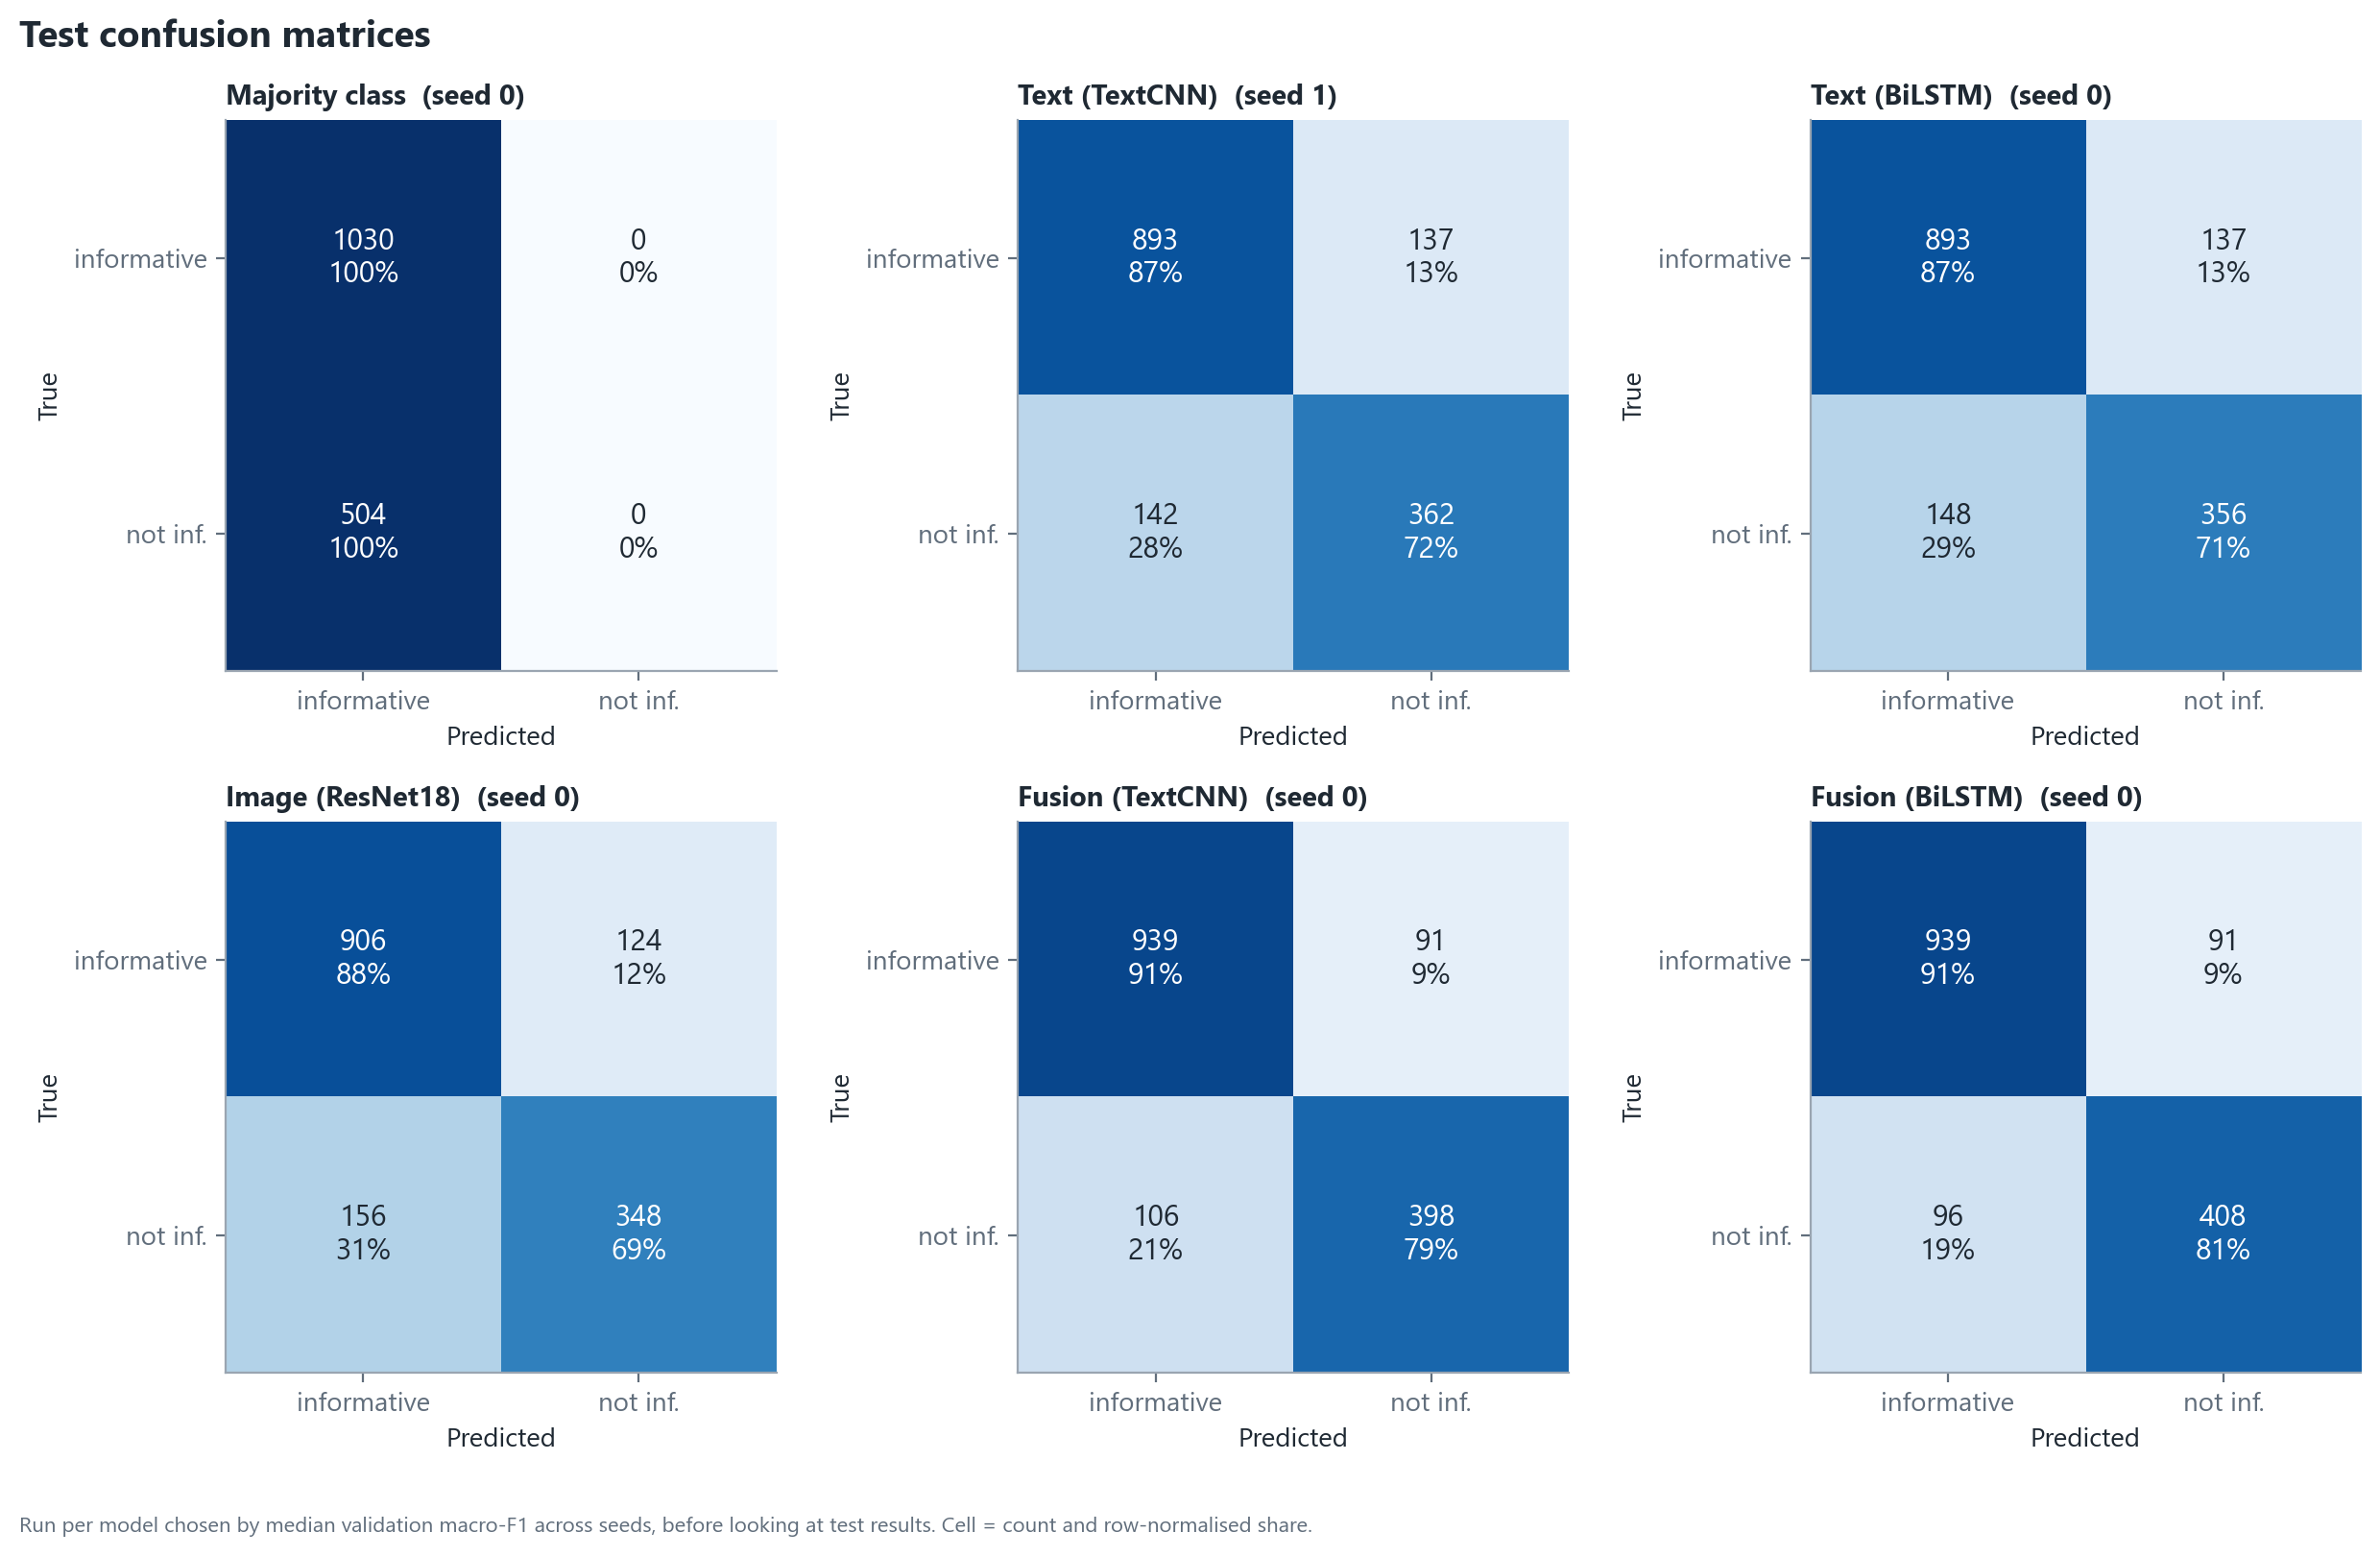 Test confusion matrices
Majority class (seed 0)
True
informative
not inf.
1030
100%
0
0%
504
100%
0
0%
informative
not inf.
Predicted
Text (TextCNN) (seed 1)
True
informative
not inf.
893
87%
137
13%
142
28%
362
72%
informative
not inf.
Predicted
Text (BiLSTM) (seed 0)
True
informative
not inf.
893
87%
137
13%
148
29%
356
71%
informative
not inf.
Predicted
Image (ResNet18) (seed 0)
True
informative
not inf.
906
88%
124
12%
156
31%
348
69%
informative
not inf.
Predicted
Fusion (TextCNN) (seed 0)
True
informative
not inf.
939
91%
91
9%
106
21%
398
79%
informative
not inf.
Predicted
Fusion (BiLSTM) (seed 0)
True
informative
not inf.
939
91%
91
9%
96
19%
408
81%
informative
not inf.
Predicted
Run per model chosen by median validation macro-F1 across seeds, before looking at test results. Cell = count and row-normalised share.